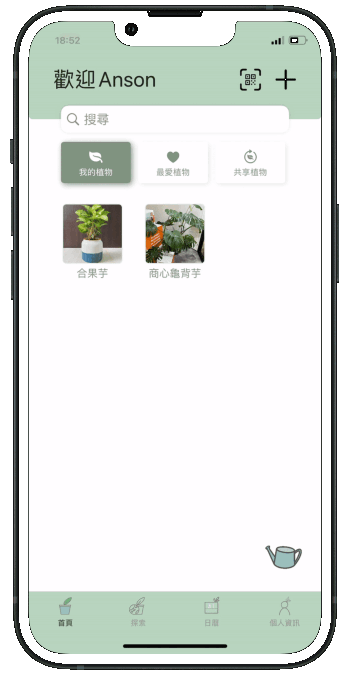 18:52
歡迎 Anson
搜尋
我的植物
最愛植物
共享植物
合果芋
商心龜背芋
首頁
探索
日曆
個人資訊